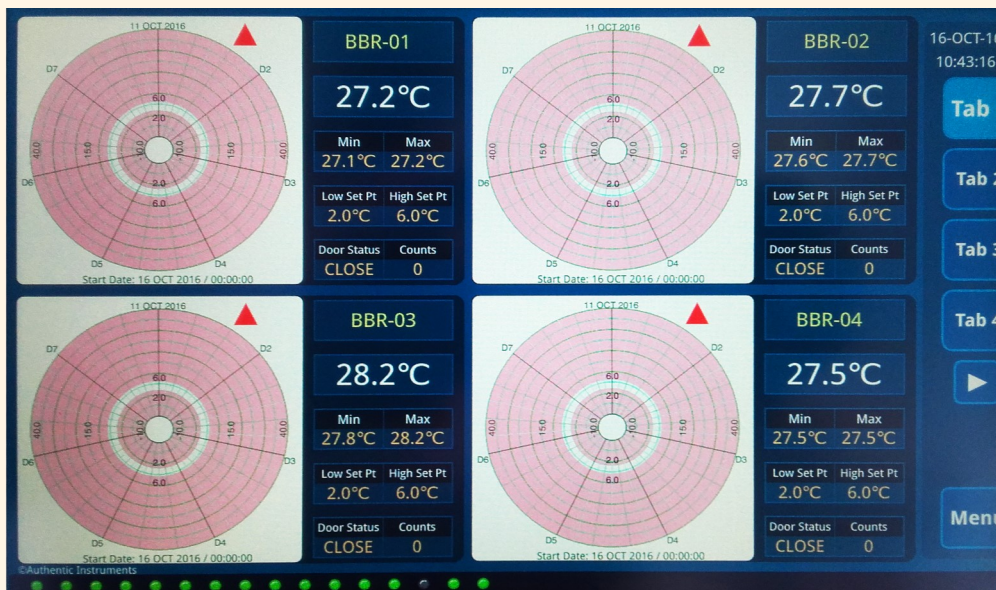 11 OCT 2016
D7
D2
6.0
2.0
40.0
15.0
-10.0
-10.0
15.0
40.0
2.0
6.0
D6
D3
D5
D4
Start Date: 16 OCT 2016 / 00:00:00
BBR-01
27.2°C
Min Max
27.1°C 27.2°C
Low Set Pt High Set Pt
2.0°C 6.0°C
Door Status Counts
CLOSE 0
11 OCT 2016
D7
D2
6.0
2.0
40.0
15.0
-10.0
-10.0
15.0
40.0
2.0
6.0
D6
D3
D5
D4
Start Date: 16 OCT 2016 / 00:00:00
BBR-02
27.7°C
Min Max
27.6°C 27.7°C
Low Set Pt High Set Pt
2.0°C 6.0°C
Door Status Counts
CLOSE 0
11 OCT 2016
D7
D2
6.0
2.0
40.0
15.0
-10.0
-10.0
15.0
40.0
2.0
6.0
D6
D3
D5
D4
Start Date: 16 OCT 2016 / 00:00:00
BBR-03
28.2°C
Min Max
27.8°C 28.2°C
Low Set Pt High Set Pt
2.0°C 6.0°C
Door Status Counts
CLOSE 0
11 OCT 2016
D7
D2
6.0
2.0
40.0
15.0
-10.0
-10.0
15.0
40.0
2.0
6.0
D6
D3
D5
D4
Start Date: 16 OCT 2016 / 00:00:00
BBR-04
27.5°C
Min Max
27.5°C 27.5°C
Low Set Pt High Set Pt
2.0°C 6.0°C
Door Status Counts
CLOSE 0
16-OCT-16
10:43:16
Tab
Tab 2
Tab 3
Tab 4
Menu
©Authentic Instruments